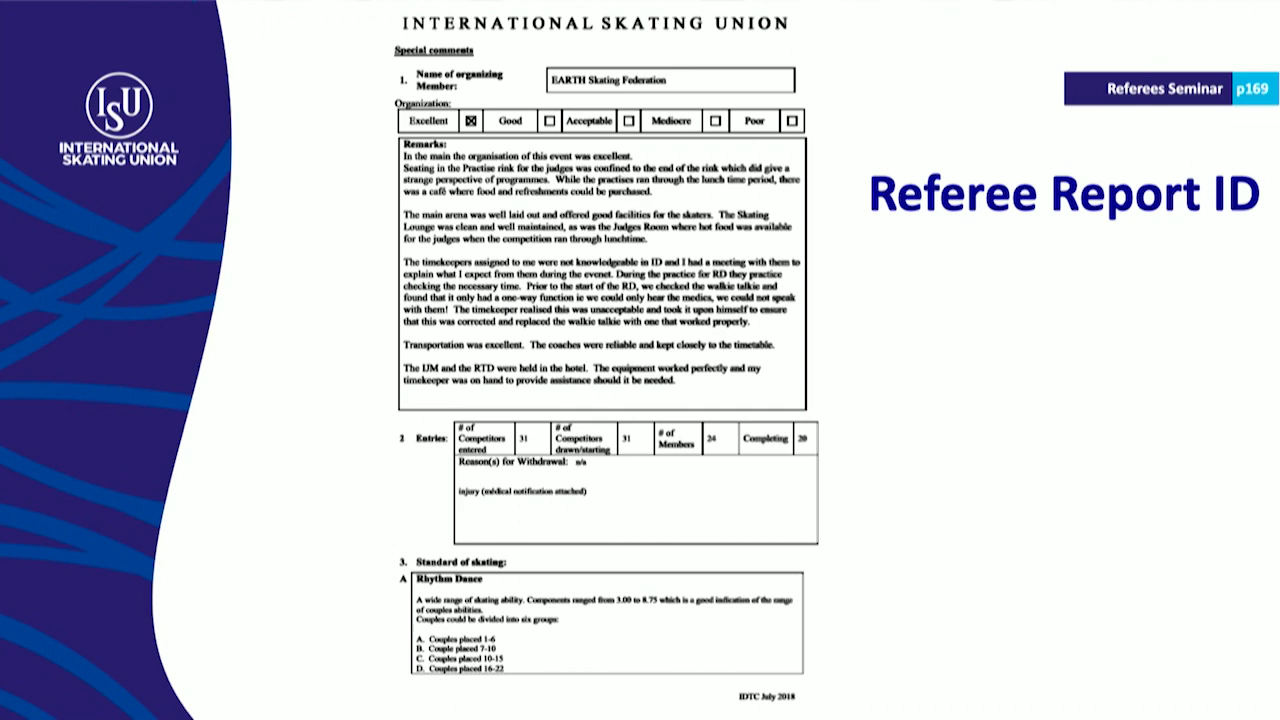 INTERNATIONAL SKATING UNION
Special comments
1. Name of organizing
Member:
EARTH Skating Federation
Organization:
Excellent ☒ Good ☐ Acceptable ☐ Mediocre ☐ Poor ☐
Remarks:
In the main the organisation of this event was excellent.
Seating in the Practise rink for the judges was confined to the end of the rink which did give a
strange perspective of programmes. While the practises ran through the lunch time period, there
was a café where food and refreshments could be purchased.
The main arena was well laid out and offered good facilities for the skaters. The Skating
Lounge was clean and well maintained, as was the Judges Room where hot food was available
for the judges when the competition ran through lunchtime.
The timekeepers assigned to me were not knowledgeable in ID and I had a meeting with them to
explain what I expect from them during the evenet. During the practice for RD they practice
checking the necessary time. Prior to the start of the RD, we checked the walkie talkie and
found that it only had a one-way function ie we could only hear the medics, we could not speak
with them! The timekeeper realised this was unacceptable and took it upon himself to ensure
that this was corrected and replaced the walkie talkie with one that worked properly.
Transportation was excellent. The coaches were reliable and kept closely to the timetable.
The IJM and the RTD were held in the hotel. The equipment worked perfectly and my
timekeeper was on hand to provide assistance should it be needed.
2 Entries: # of Competitors entered 31 # of Competitors drawn/starting 31 # of Members 24 Completing 20
Reason(s) for Withdrawal: n/a
injury (médical notification attached)
3. Standard of skating:
A Rhythm Dance
A wide range of skating ability. Components ranged from 3.00 to 8.75 which is a good indication of the range
of couples abilities.
Couples could be divided into six groups:
A. Couples placed 1-6
B. Couple placed 7-10
C. Couples placed 10-15
D. Couples placed 16-22
IDTC July 2018
ISU
INTERNATIONAL
SKATING UNION
Referees Seminar p169
Referee Report ID